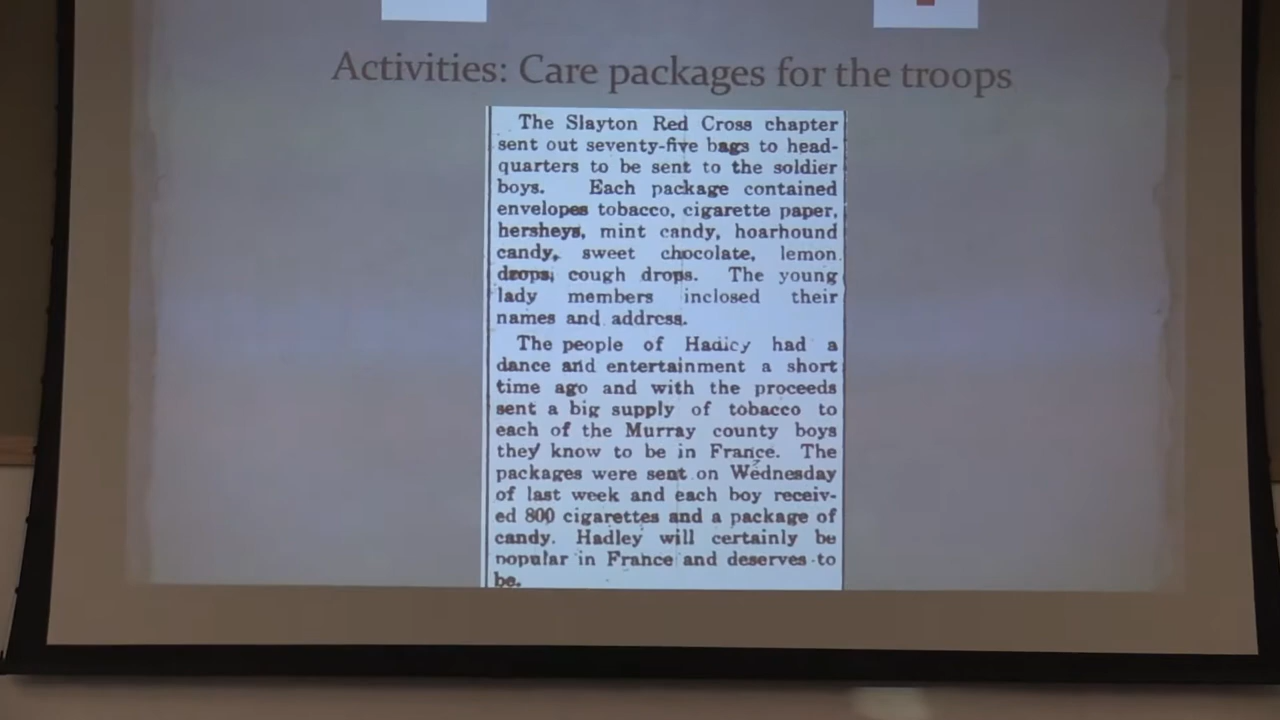 Activities: Care packages for the troops
The Slayton Red Cross chapter
sent out seventy-five bags to head-
quarters to be sent to the soldier
boys. Each package contained
envelopes tobacco, cigarette paper,
hersheys, mint candy, hoarhound
candy, sweet chocolate, lemon
drops, cough drops. The young
lady members inclosed their
names and address.
The people of Hadley had a
dance and entertainment a short
time ago and with the proceeds
sent a big supply of tobacco to
each of the Murray county boys
they know to be in France. The
packages were sent on Wednesday
of last week and each boy receiv-
ed 800 cigarettes and a package of
candy. Hadley will certainly be
popular in France and deserves to
be.